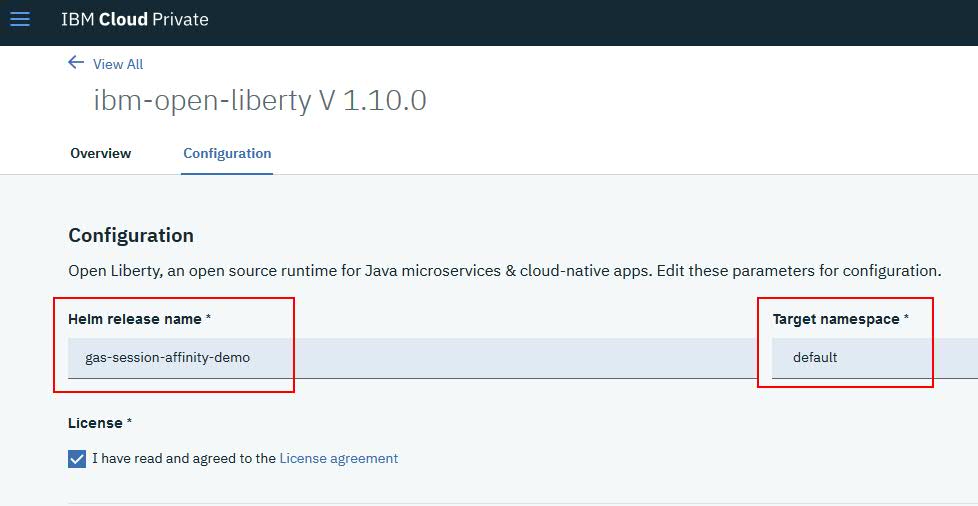 IBM Cloud Private
View All
ibm-open-liberty V 1.10.0
Overview Configuration
Configuration
Open Liberty, an open source runtime for Java microservices & cloud-native apps. Edit these parameters for configuration.
Helm release name * Target namespace *
gas-session-affinity-demo default
License *
I have read and agreed to the License agreement